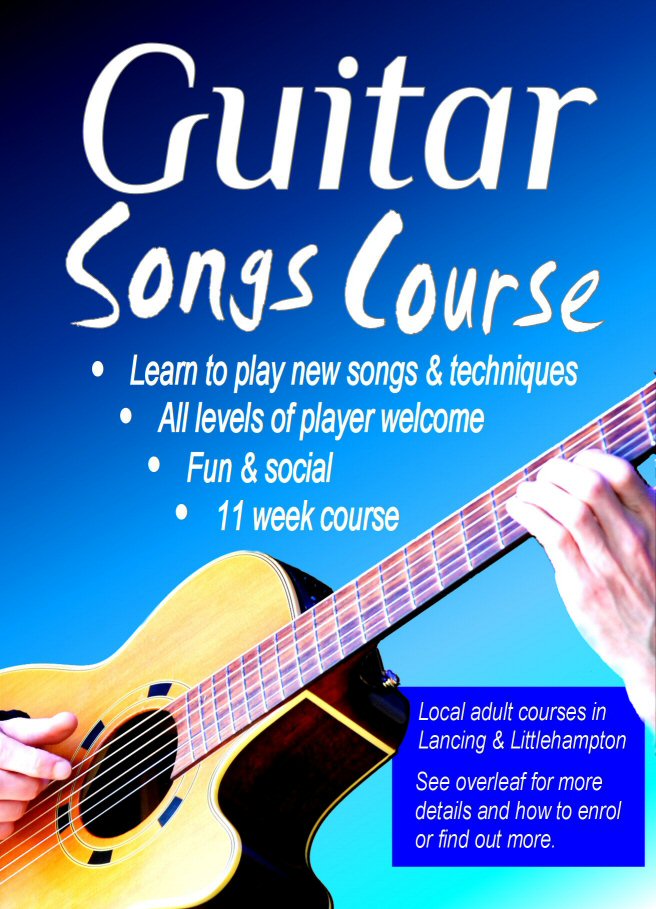 Guitar
Songs Course
• Learn to play new songs & techniques
• All levels of player welcome
• Fun & social
• 11 week course
Local adult courses in
Lancing & Littlehampton
See overleaf for more
details and how to enrol
or find out more.